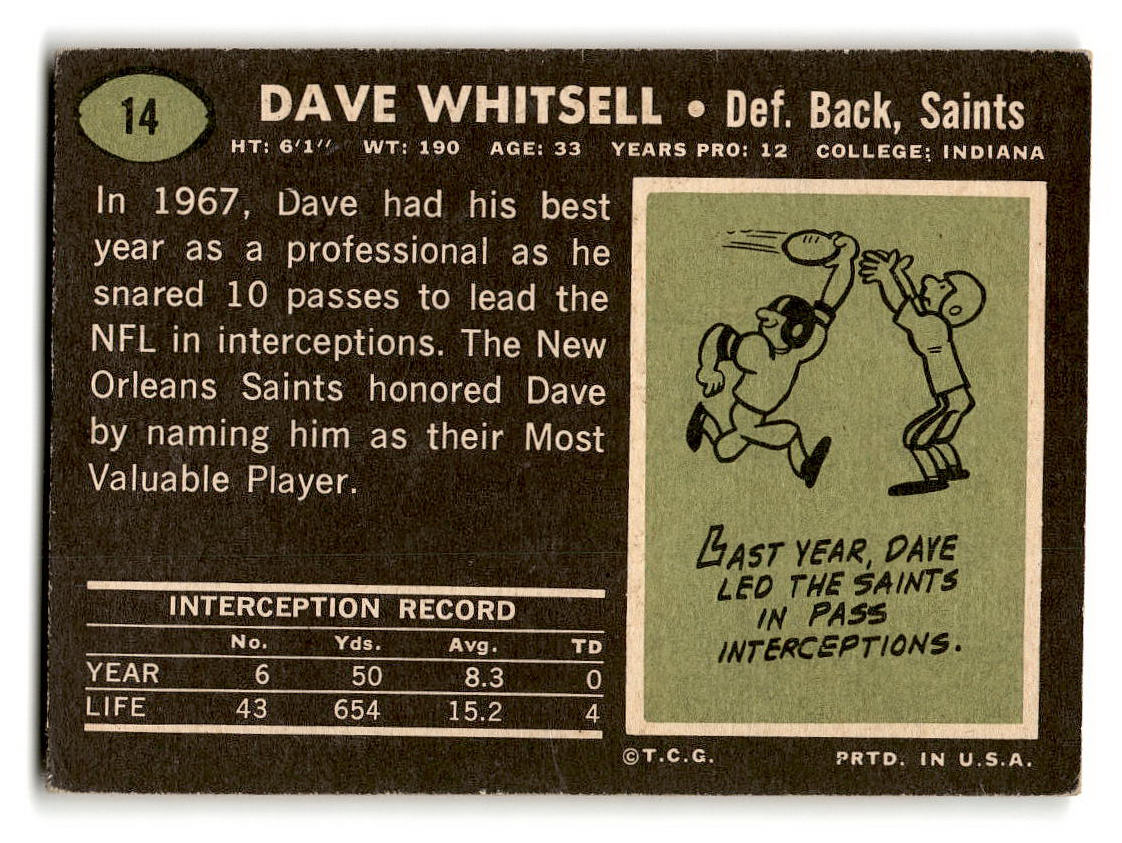 14
DAVE WHITSELL • Def. Back, Saints
HT: 6'1" WT: 190 AGE: 33 YEARS PRO: 12 COLLEGE: INDIANA
In 1967, Dave had his best
year as a professional as he
snared 10 passes to lead the
NFL in interceptions. The New
Orleans Saints honored Dave
by naming him as their Most
Valuable Player.
INTERCEPTION RECORD
No. Yds. Avg. TD
YEAR 6 50 8.3 0
LIFE 43 654 15.2 4
LAST YEAR, DAVE
LED THE SAINTS
IN PASS
INTERCEPTIONS.
©T.C.G. PRTD. IN U.S.A.